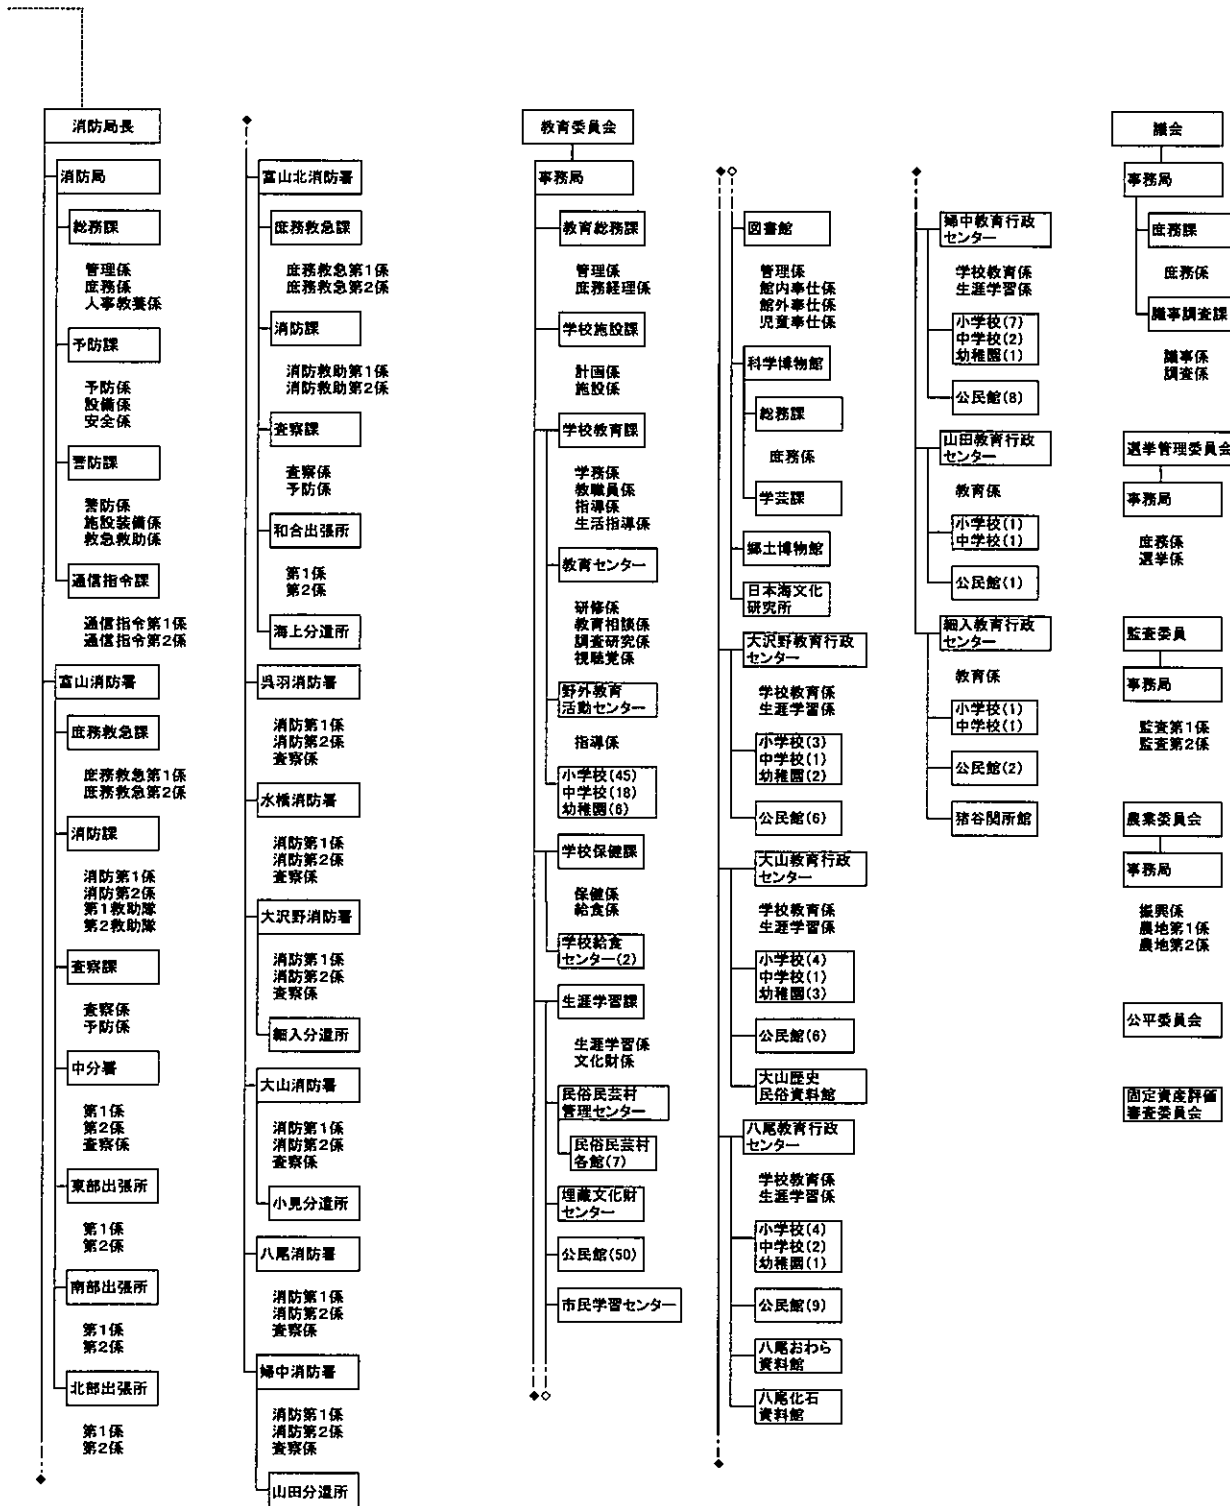 消防局長
消防局
総務課
管理係
庶務係
人事教養係
予防課
予防係
設備係
安全係
警防課
警防係
施設装備係
救急救助係
通信指令課
通信指令第1係
通信指令第2係
富山消防署
庶務救急課
庶務救急第1係
庶務救急第2係
消防課
消防第1係
消防第2係
第1救助隊
第2救助隊
査察課
査察係
予防係
中分署
第1係
第2係
査察係
東部出張所
第1係
第2係
南部出張所
第1係
第2係
北部出張所
第1係
第2係
富山北消防署
庶務救急課
庶務救急第1係
庶務救急第2係
消防課
消防救助第1係
消防救助第2係
査察課
査察係
予防係
和合出張所
第1係
第2係
海上分遣所
呉羽消防署
消防第1係
消防第2係
査察係
水橋消防署
消防第1係
消防第2係
査察係
大沢野消防署
消防第1係
消防第2係
査察係
細入分遣所
大山消防署
消防第1係
消防第2係
査察係
小見分遣所
八尾消防署
消防第1係
消防第2係
査察係
婦中消防署
消防第1係
消防第2係
査察係
山田分遣所
教育委員会
事務局
教育総務課
管理係
庶務経理係
学校施設課
計画係
施設係
学校教育課
学務係
教職員係
指導係
生活指導係
教育センター
研修係
教育相談係
調査研究係
視聴覚係
野外教育
活動センター
指導係
小学校(45)
中学校(18)
幼稚園(6)
学校保健課
保健係
給食係
学校給食
センター(2)
生涯学習課
生涯学習係
文化財係
民俗民芸村
管理センター
民俗民芸村
各館(7)
埋蔵文化財
センター
公民館(50)
市民学習センター
図書館
管理係
館内奉仕係
館外奉仕係
児童奉仕係
科学博物館
総務課
庶務係
学芸課
郷土博物館
日本海文化
研究所
大沢野教育行政
センター
学校教育係
生涯学習係
小学校(3)
中学校(1)
幼稚園(2)
公民館(6)
大山教育行政
センター
学校教育係
生涯学習係
小学校(4)
中学校(1)
幼稚園(3)
公民館(6)
大山歴史
民俗資料館
八尾教育行政
センター
学校教育係
生涯学習係
小学校(4)
中学校(2)
幼稚園(1)
公民館(9)
八尾おわら
資料館
八尾化石
資料館
婦中教育行政
センター
学校教育係
生涯学習係
小学校(7)
中学校(2)
幼稚園(1)
公民館(8)
山田教育行政
センター
教育係
小学校(1)
中学校(1)
公民館(1)
細入教育行政
センター
教育係
小学校(1)
中学校(1)
公民館(2)
猪谷関所館
議会
事務局
庶務課
庶務係
議事調査課
議事係
調査係
選挙管理委員会
事務局
庶務係
選挙係
監査委員
事務局
監査第1係
監査第2係
農業委員会
事務局
振興係
農地第1係
農地第2係
公平委員会
固定資産評価
審査委員会